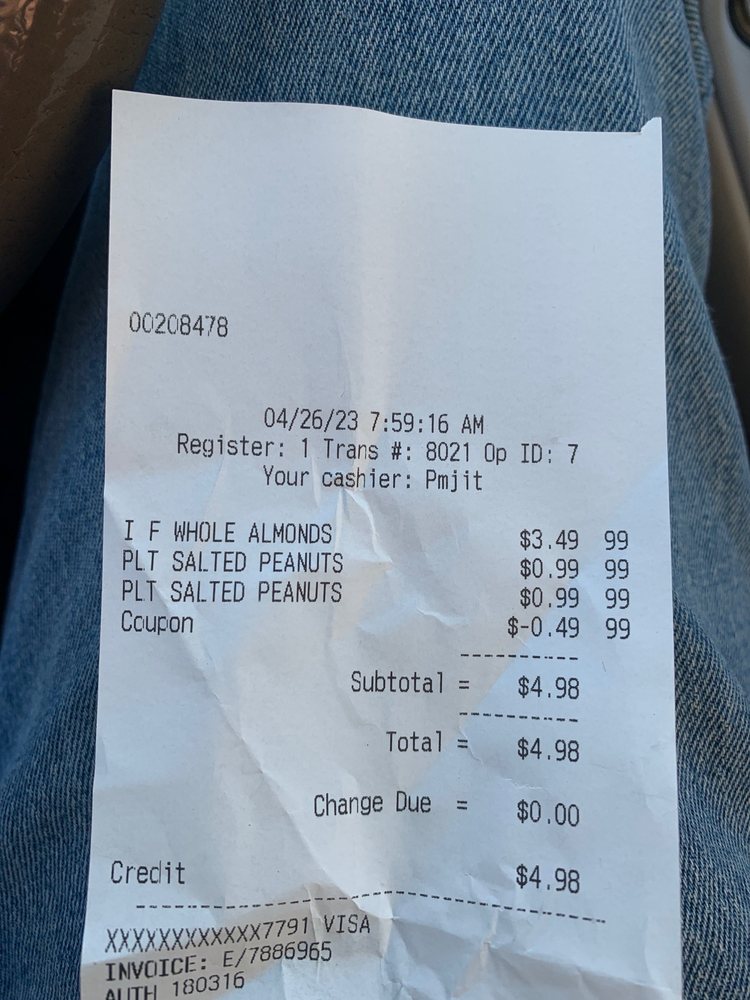 00208478
04/26/23 7:59:16 AM
Register: 1 Trans #: 8021 Op ID: 7
Your cashier: Pmjit
I F WHOLE ALMONDS $3.49 99
PLT SALTED PEANUTS $0.99 99
PLT SALTED PEANUTS $0.99 99
Coupon $-0.49 99
----------
Subtotal = $4.98
----------
Total = $4.98
Change Due = $0.00
Credit $4.98
----------------------------------------
XXXXXXXXXXXX7791 VISA
INVOICE: E/7886965
AUTH 180316